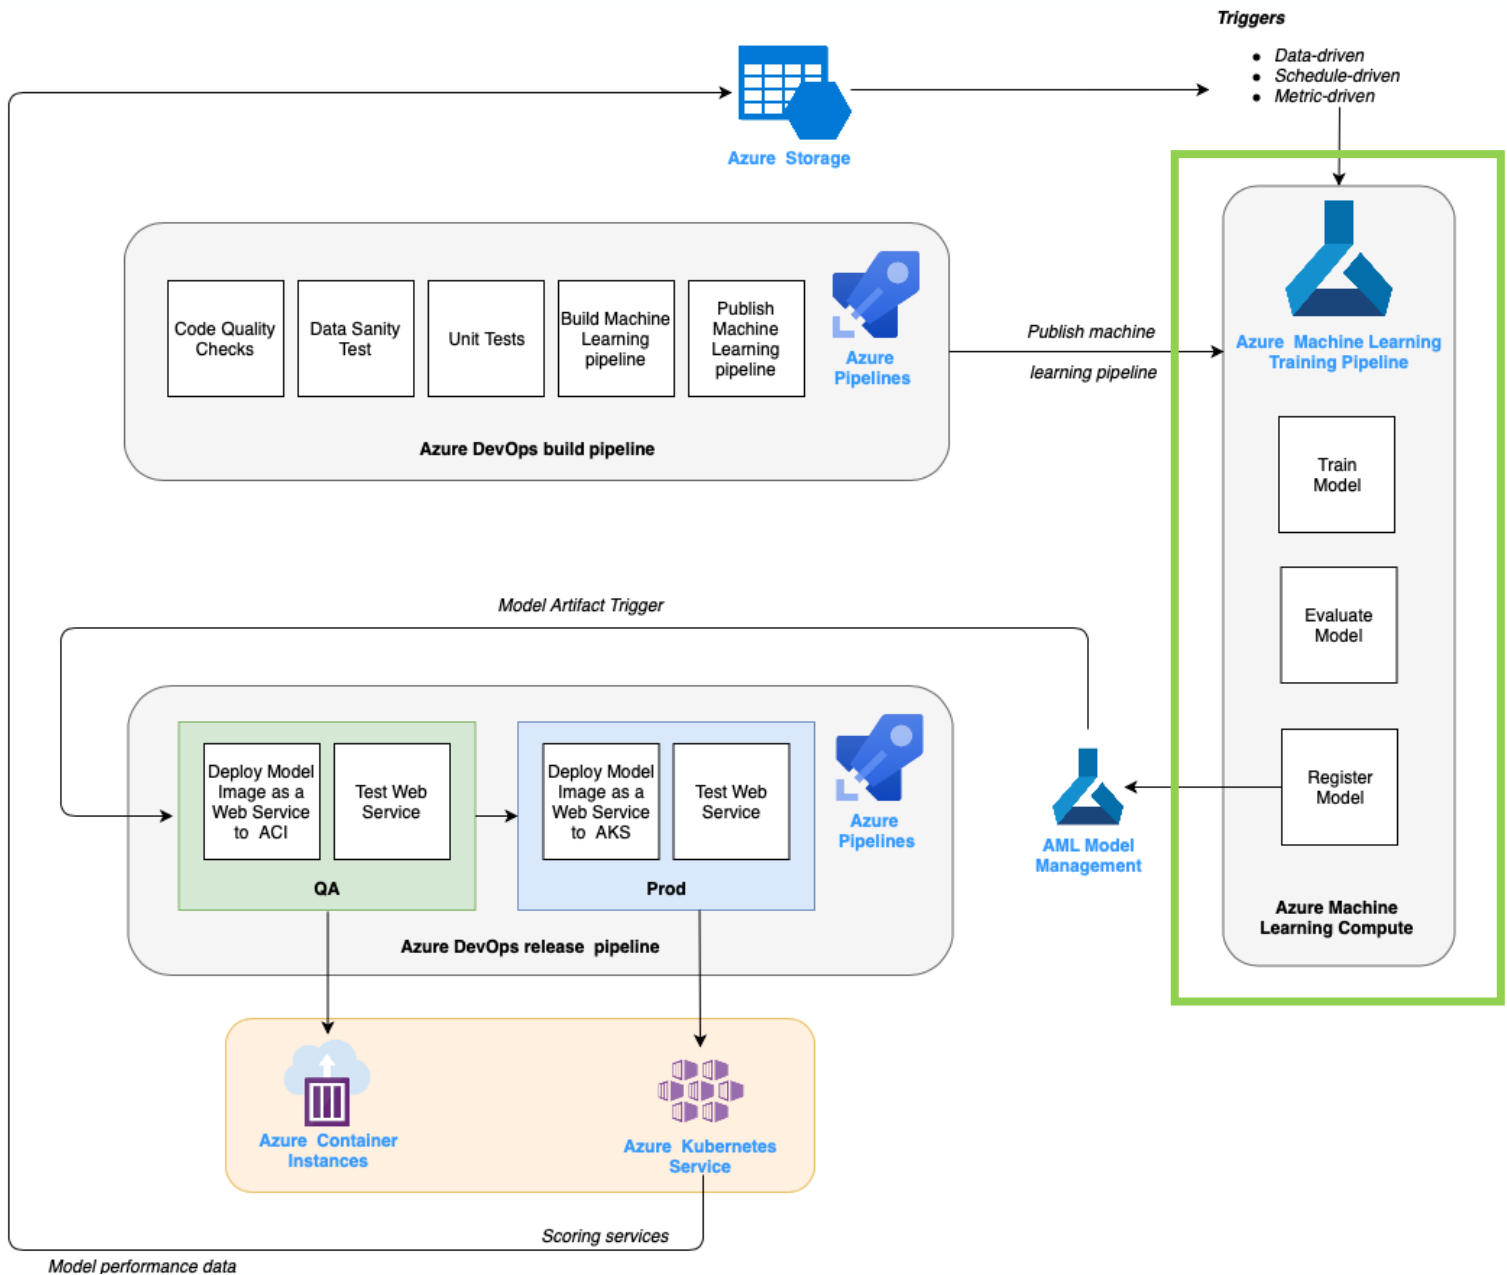 Triggers
Data-driven
Schedule-driven
Metric-driven
Azure Storage
Code Quality
Checks
Data Sanity
Test
Unit Tests
Build Machine
Learning
pipeline
Publish
Machine
Learning
pipeline
Azure
Pipelines
Azure DevOps build pipeline
Publish machine
learning pipeline
Azure Machine Learning
Training Pipeline
Train
Model
Evaluate
Model
Register
Model
Azure Machine
Learning Compute
AML Model
Management
Model Artifact Trigger
Deploy Model
Image as a
Web Service
to ACI
Test Web
Service
QA
Deploy Model
Image as a
Web Service
to AKS
Test Web
Service
Prod
Azure
Pipelines
Azure DevOps release pipeline
Azure Container
Instances
Azure Kubernetes
Service
Scoring services
Model performance data